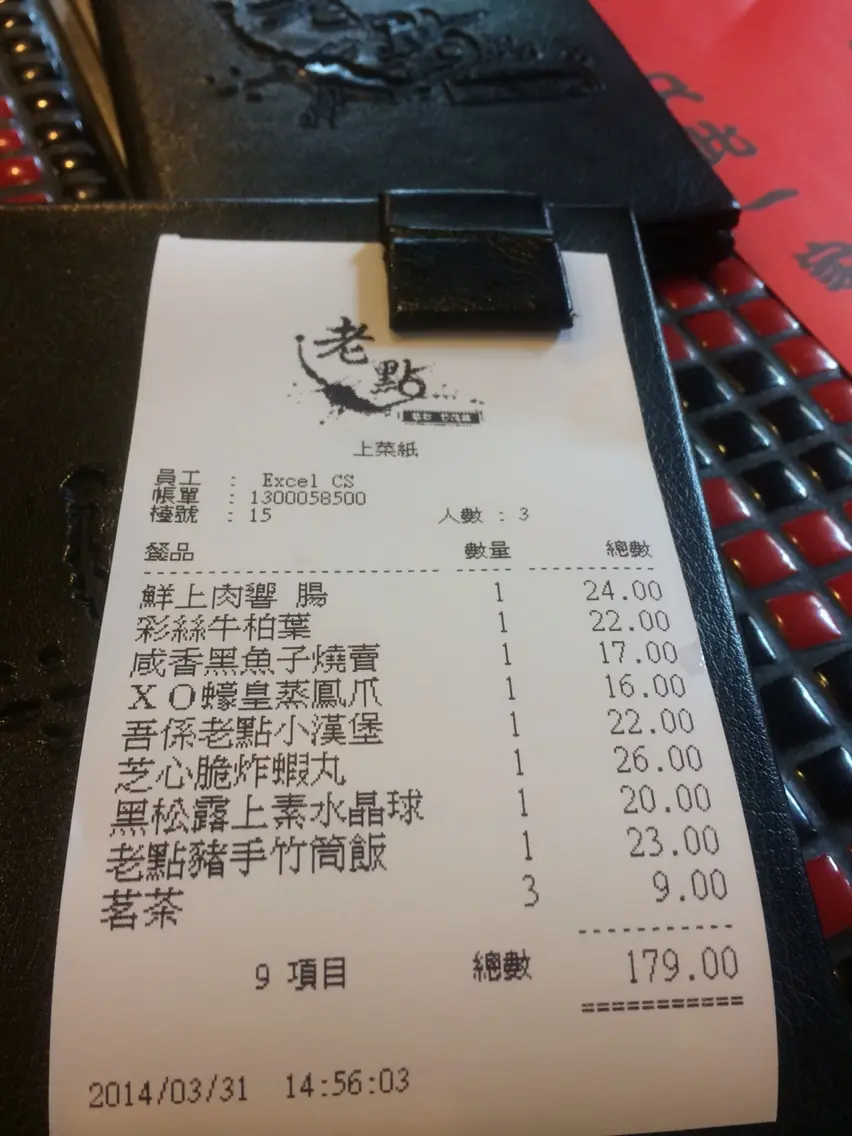 老點
上菜紙
員工 : Excel CS
帳單 : 1300058500
檯號 : 15 人數 : 3
餐品 數量 總數
鮮上肉響 腸 1 24.00
彩絲牛柏葉 1 22.00
咸香黑魚子燒賣 1 17.00
ＸＯ蠔皇蒸鳳爪 1 16.00
吾係老點小漢堡 1 22.00
芝心脆炸蝦丸 1 26.00
黑松露上素水晶球 1 20.00
老點豬手竹筒飯 1 23.00
茗茶 3 9.00
9 項目 總數 179.00
2014/03/31 14:56:03